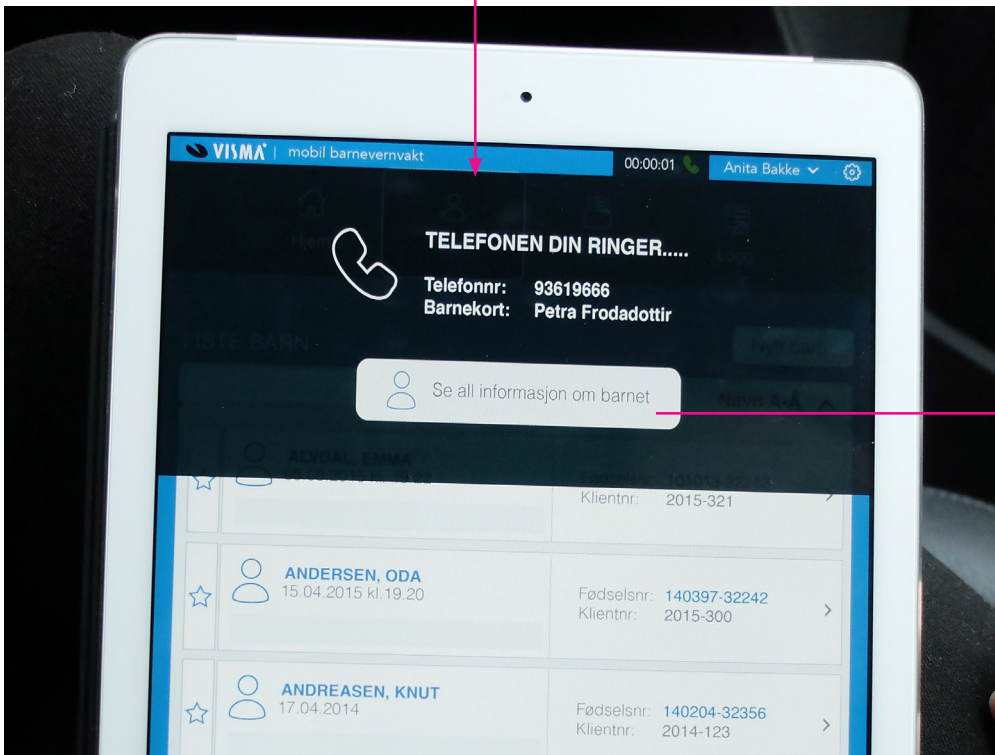 VISMA | mobil barnevernvakt
00:00:01
Anita Bakke
Hjem
Logg
TELEFONEN DIN RINGER.....
Telefonnr: 93619666
Barnekort: Petra Frodadottir
LISTE BARN
Nytt barn
Se all informasjon om barnet
Navn A-Å
ALVDAL, EMMA
Klientnr: 2015-321
ANDERSEN, ODA
15.04.2015 kl.19.20
Fødselsnr: 140397-32242
Klientnr: 2015-300
ANDREASEN, KNUT
17.04.2014
Fødselsnr: 140204-32356
Klientnr: 2014-123